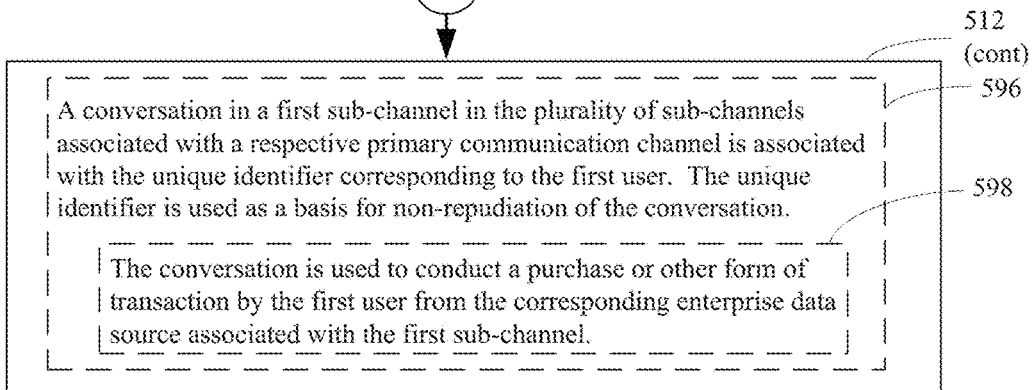 512
(cont)
596
A conversation in a first sub-channel in the plurality of sub-channels
associated with a respective primary communication channel is associated
with the unique identifier corresponding to the first user.  The unique
identifier is used as a basis for non-repudiation of the conversation.
598
The conversation is used to conduct a purchase or other form of
transaction by the first user from the corresponding enterprise data
source associated with the first sub-channel.